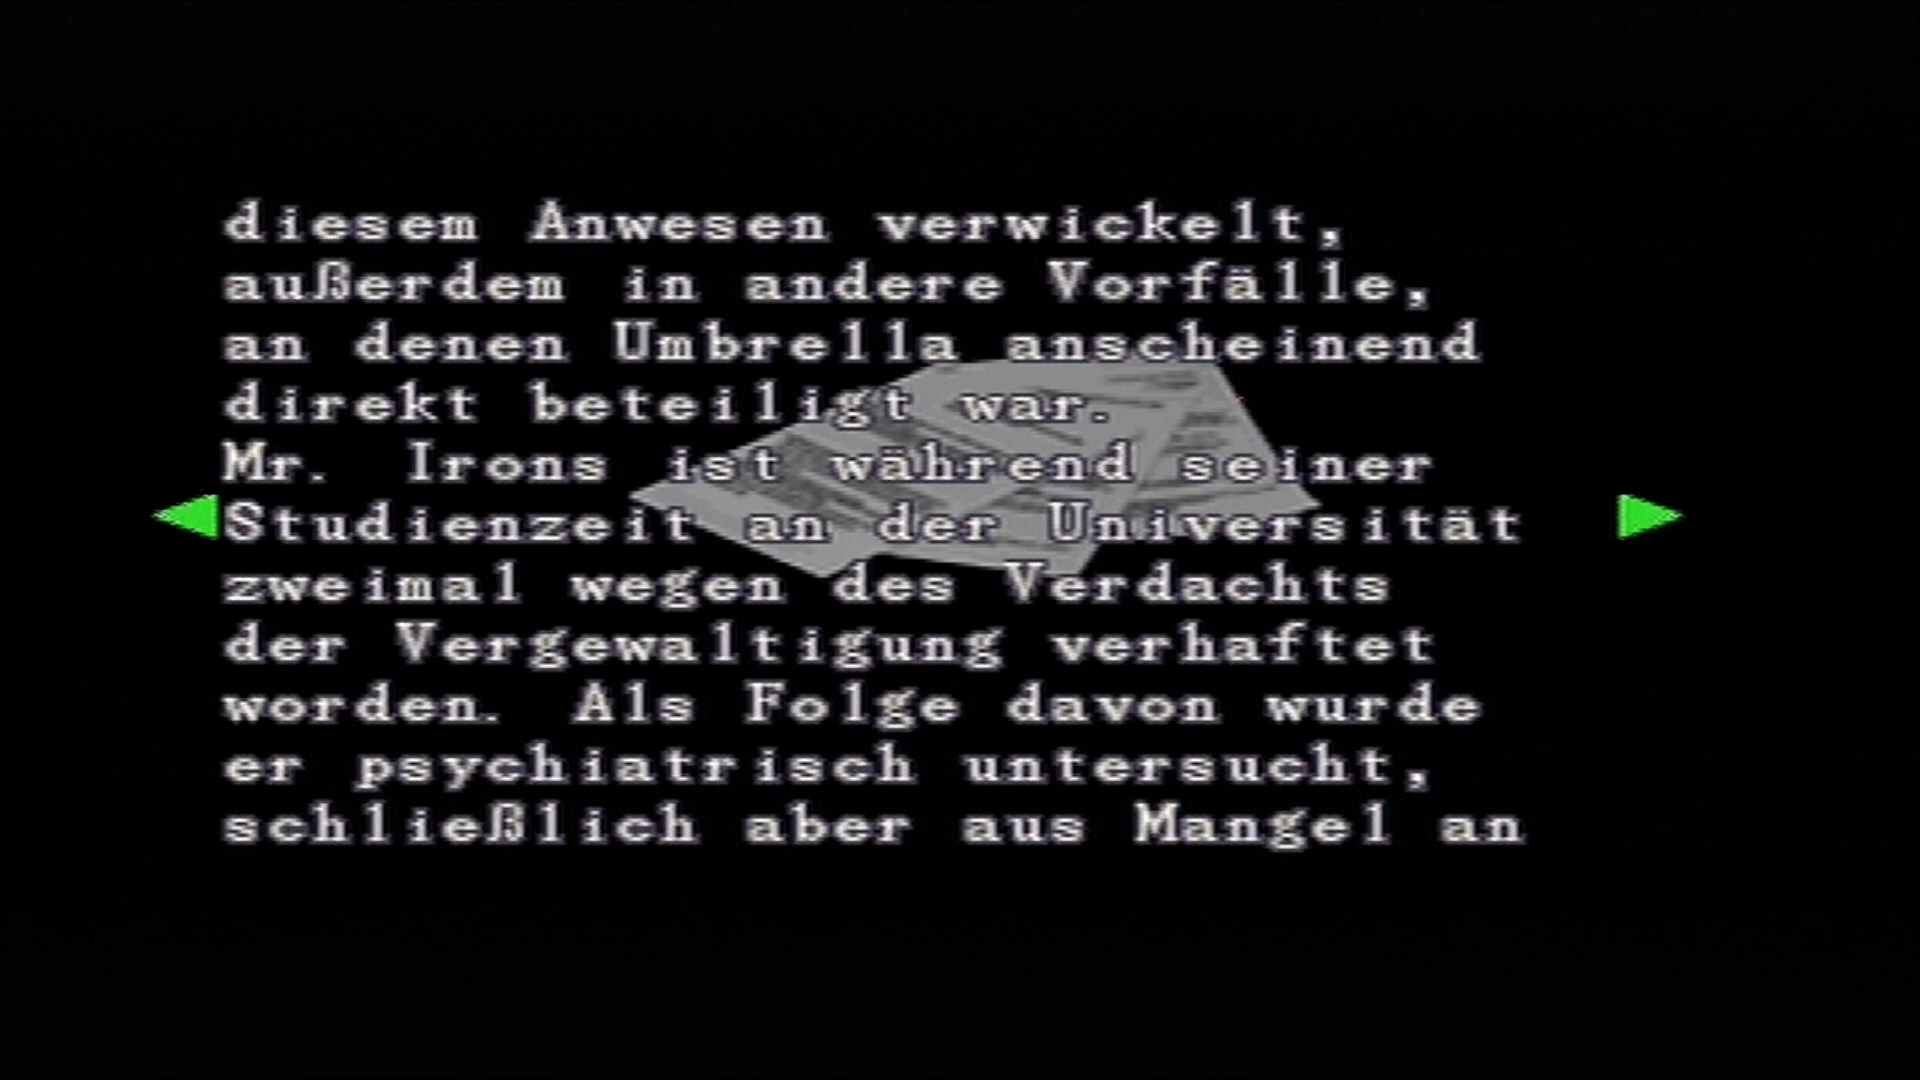 diesem Anwesen verwickelt,
außerdem in andere Vorfälle,
an denen Umbrella anscheinend
direkt beteiligt war.
Mr. Irons ist während seiner
Studienzeit an der Universität
zweimal wegen des Verdachts
der Vergewaltigung verhaftet
worden. Als Folge davon wurde
er psychiatrisch untersucht,
schließlich aber aus Mangel an